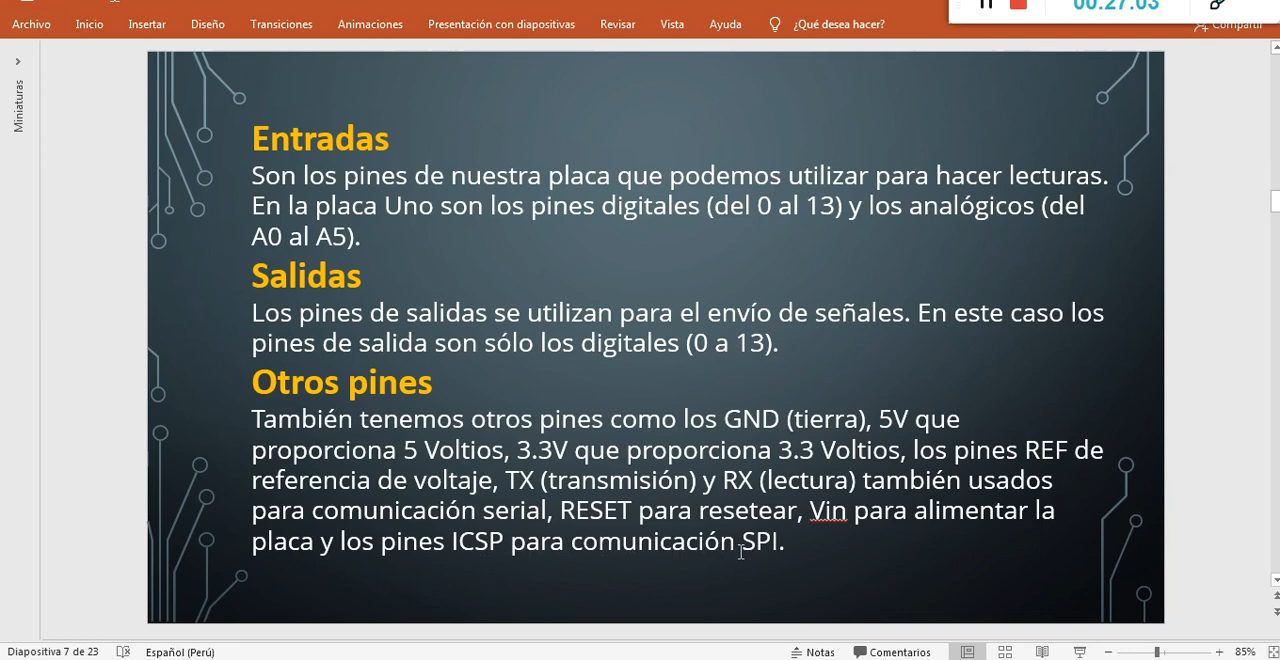 00:27:03
Archivo Inicio Insertar Diseño Transiciones Animaciones Presentación con diapositivas Revisar Vista Ayuda ¿Qué desea hacer? Compartir
Miniaturas
Entradas
Son los pines de nuestra placa que podemos utilizar para hacer lecturas.
En la placa Uno son los pines digitales (del 0 al 13) y los analógicos (del
A0 al A5).
Salidas
Los pines de salidas se utilizan para el envío de señales. En este caso los
pines de salida son sólo los digitales (0 a 13).
Otros pines
También tenemos otros pines como los GND (tierra), 5V que
proporciona 5 Voltios, 3.3V que proporciona 3.3 Voltios, los pines REF de
referencia de voltaje, TX (transmisión) y RX (lectura) también usados
para comunicación serial, RESET para resetear, Vin para alimentar la
placa y los pines ICSP para comunicación SPI.
Diapositiva 7 de 23 Español (Perú) Notas Comentarios 85%